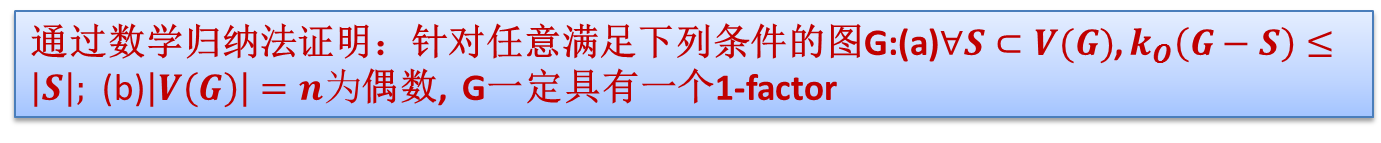 通过数学归纳法证明：针对任意满足下列条件的图G:(a)∀𝑺 ⊂ 𝑽(𝑮), 𝒌𝑶(𝑮 − 𝑺) ≤
|𝑺|; (b)|𝑽(𝑮)| = 𝒏为偶数, G一定具有一个1-factor